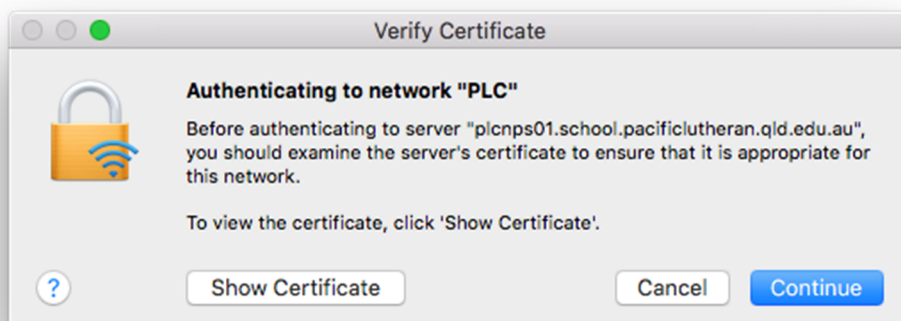 Verify Certificate
Authenticating to network "PLC"
Before authenticating to server "plcnps01.school.pacificlutheran.qld.edu.au",
you should examine the server's certificate to ensure that it is appropriate for
this network.
To view the certificate, click 'Show Certificate'.
?
Show Certificate
Cancel
Continue